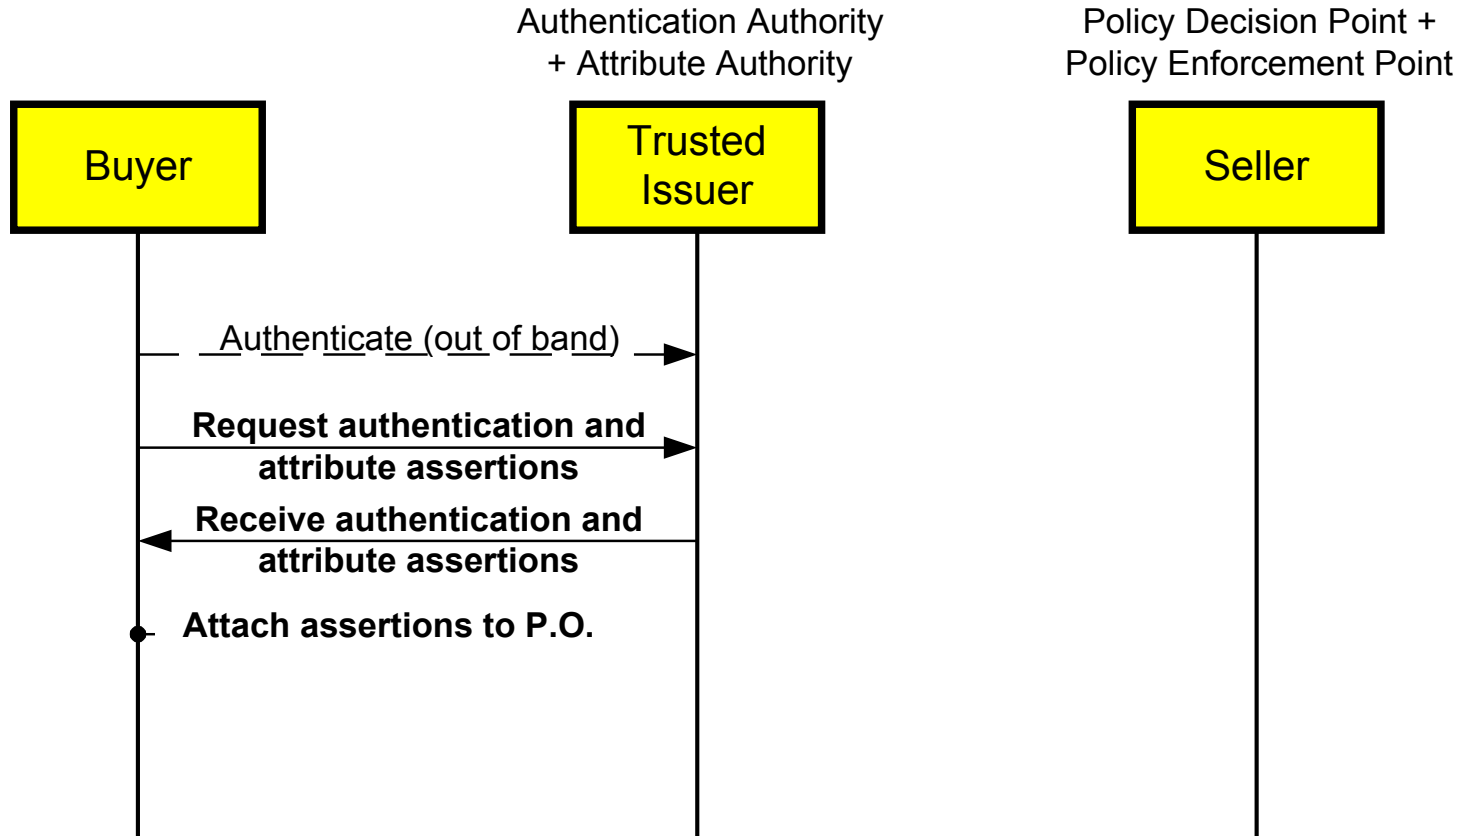 Authentication Authority
+ Attribute Authority
Policy Decision Point +
Policy Enforcement Point
Buyer
Trusted
Issuer
Seller
Authenticate (out of band)
Request authentication and
attribute assertions
Receive authentication and
attribute assertions
Attach assertions to P.O.